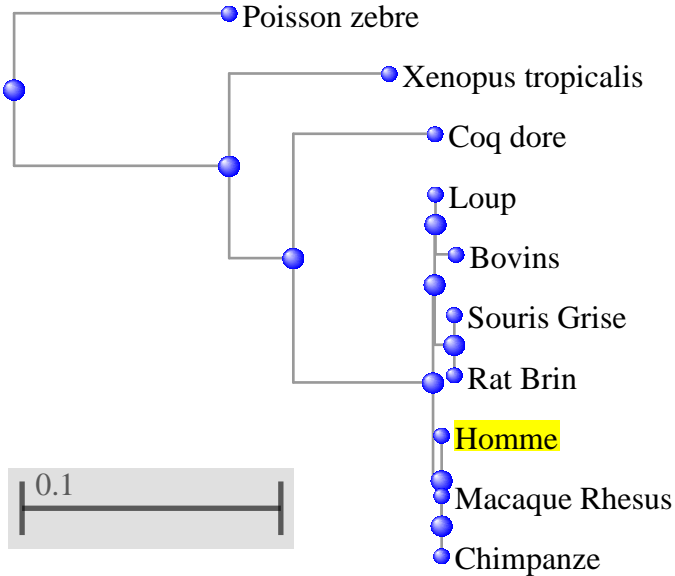 Poisson zebre
Xenopus tropicalis
Coq dore
Loup
Bovins
Souris Grise
Rat Brin
Homme
0.1
Macaque Rhesus
Chimpanze